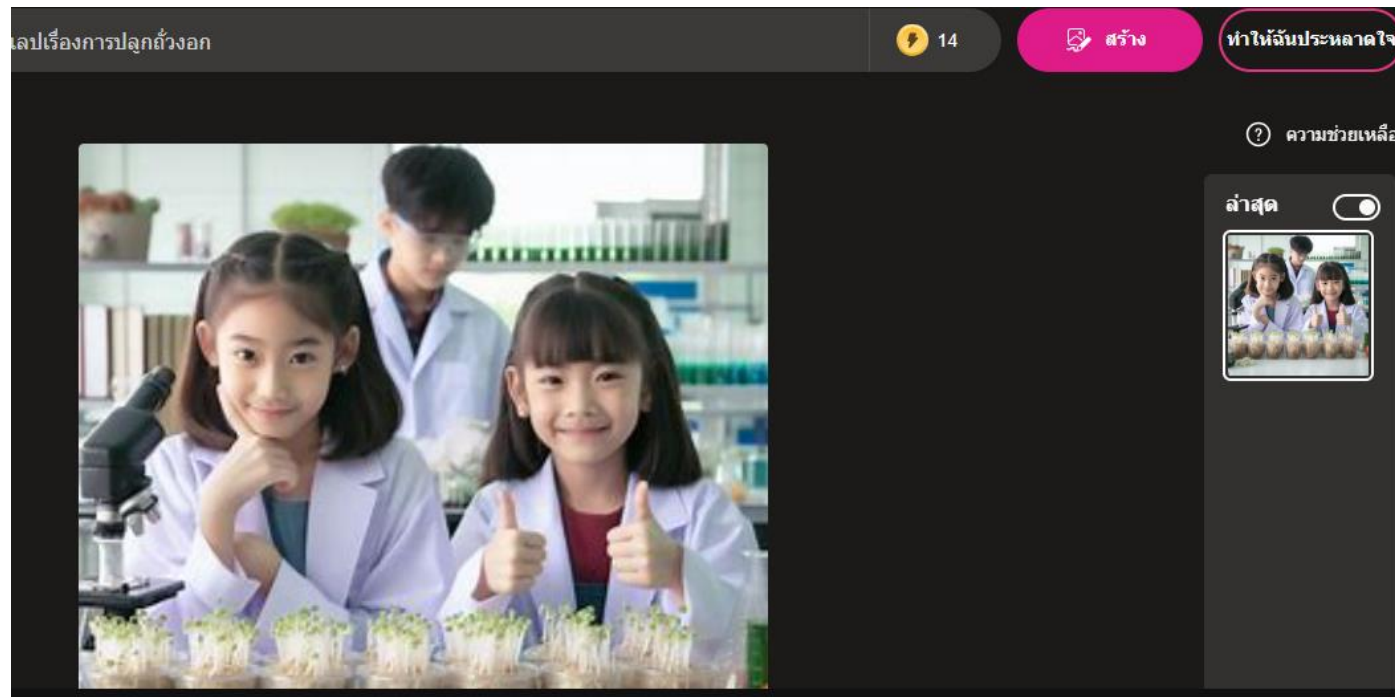 แลปเรื่องการปลูกถั่วงอก
14
สร้าง
ทำให้ฉันประหลาดใจ
ความช่วยเหลือ
ล่าสุด